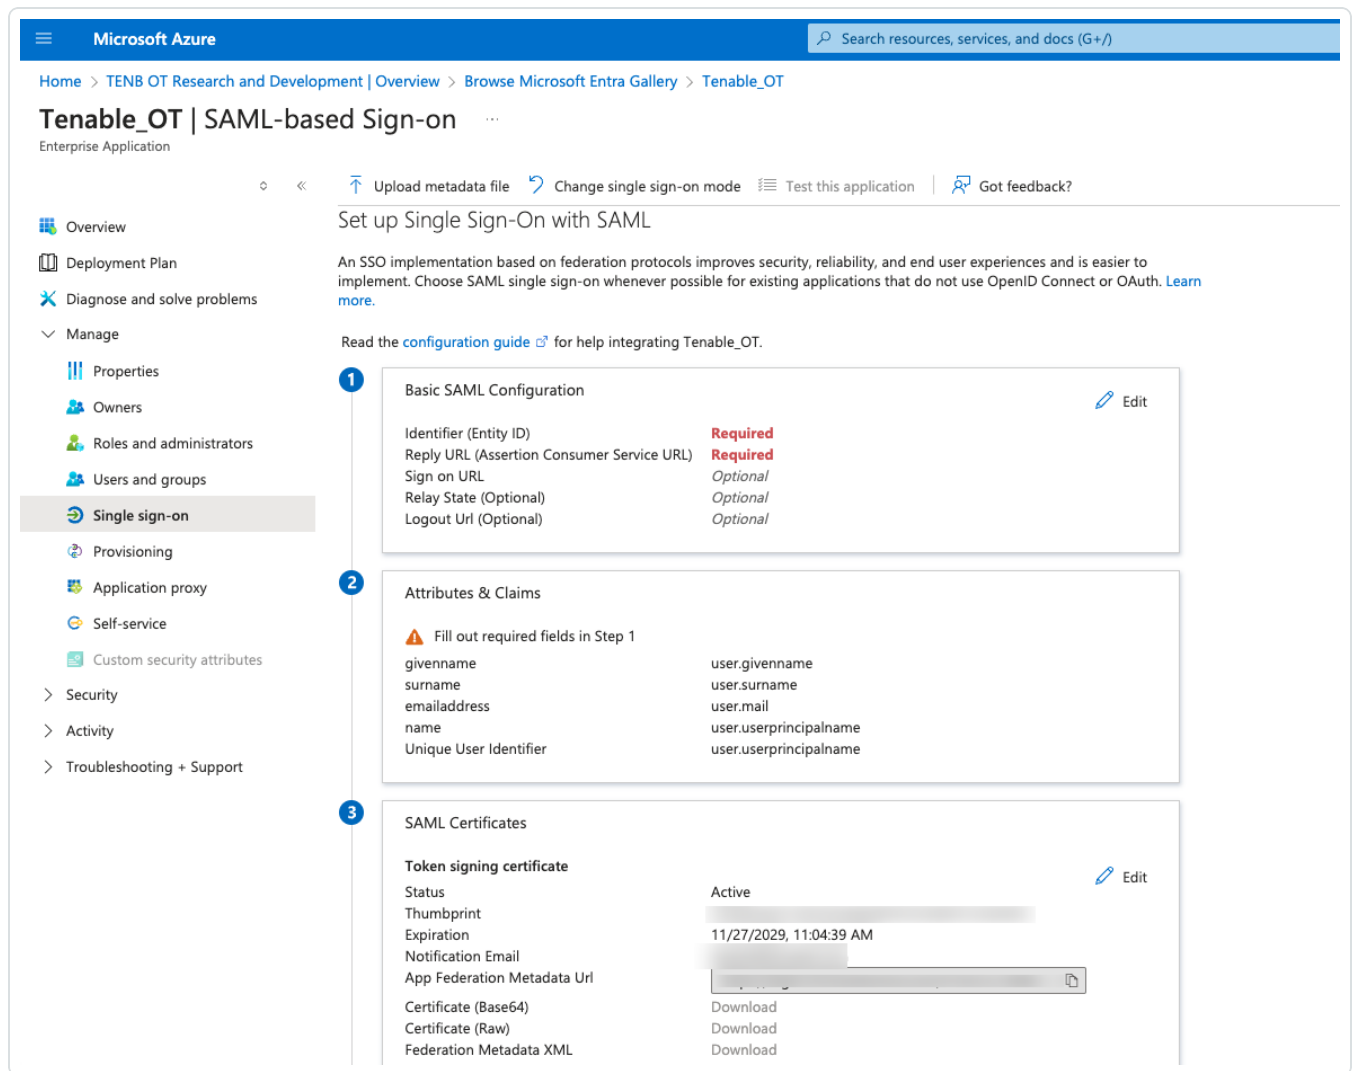 Microsoft Azure
Search resources, services, and docs (G+/)
Home > TENB OT Research and Development | Overview > Browse Microsoft Entra Gallery > Tenable_OT
Tenable_OT | SAML-based Sign-on ...
Enterprise Application
Upload metadata file Change single sign-on mode Test this application Got feedback?
Overview
Deployment Plan
Diagnose and solve problems
Manage
Properties
Owners
Roles and administrators
Users and groups
Single sign-on
Provisioning
Application proxy
Self-service
Custom security attributes
Security
Activity
Troubleshooting + Support
Set up Single Sign-On with SAML
An SSO implementation based on federation protocols improves security, reliability, and end user experiences and is easier to
implement. Choose SAML single sign-on whenever possible for existing applications that do not use OpenID Connect or OAuth. Learn
more.
Read the configuration guide for help integrating Tenable_OT.
1
Basic SAML Configuration
Edit
Identifier (Entity ID) Required
Reply URL (Assertion Consumer Service URL) Required
Sign on URL Optional
Relay State (Optional) Optional
Logout Url (Optional) Optional
2
Attributes & Claims
Fill out required fields in Step 1
givenname user.givenname
surname user.surname
emailaddress user.mail
name user.userprincipalname
Unique User Identifier user.userprincipalname
3
SAML Certificates
Token signing certificate
Edit
Status Active
Thumbprint
Expiration 11/27/2029, 11:04:39 AM
Notification Email
App Federation Metadata Url
Certificate (Base64) Download
Certificate (Raw) Download
Federation Metadata XML Download